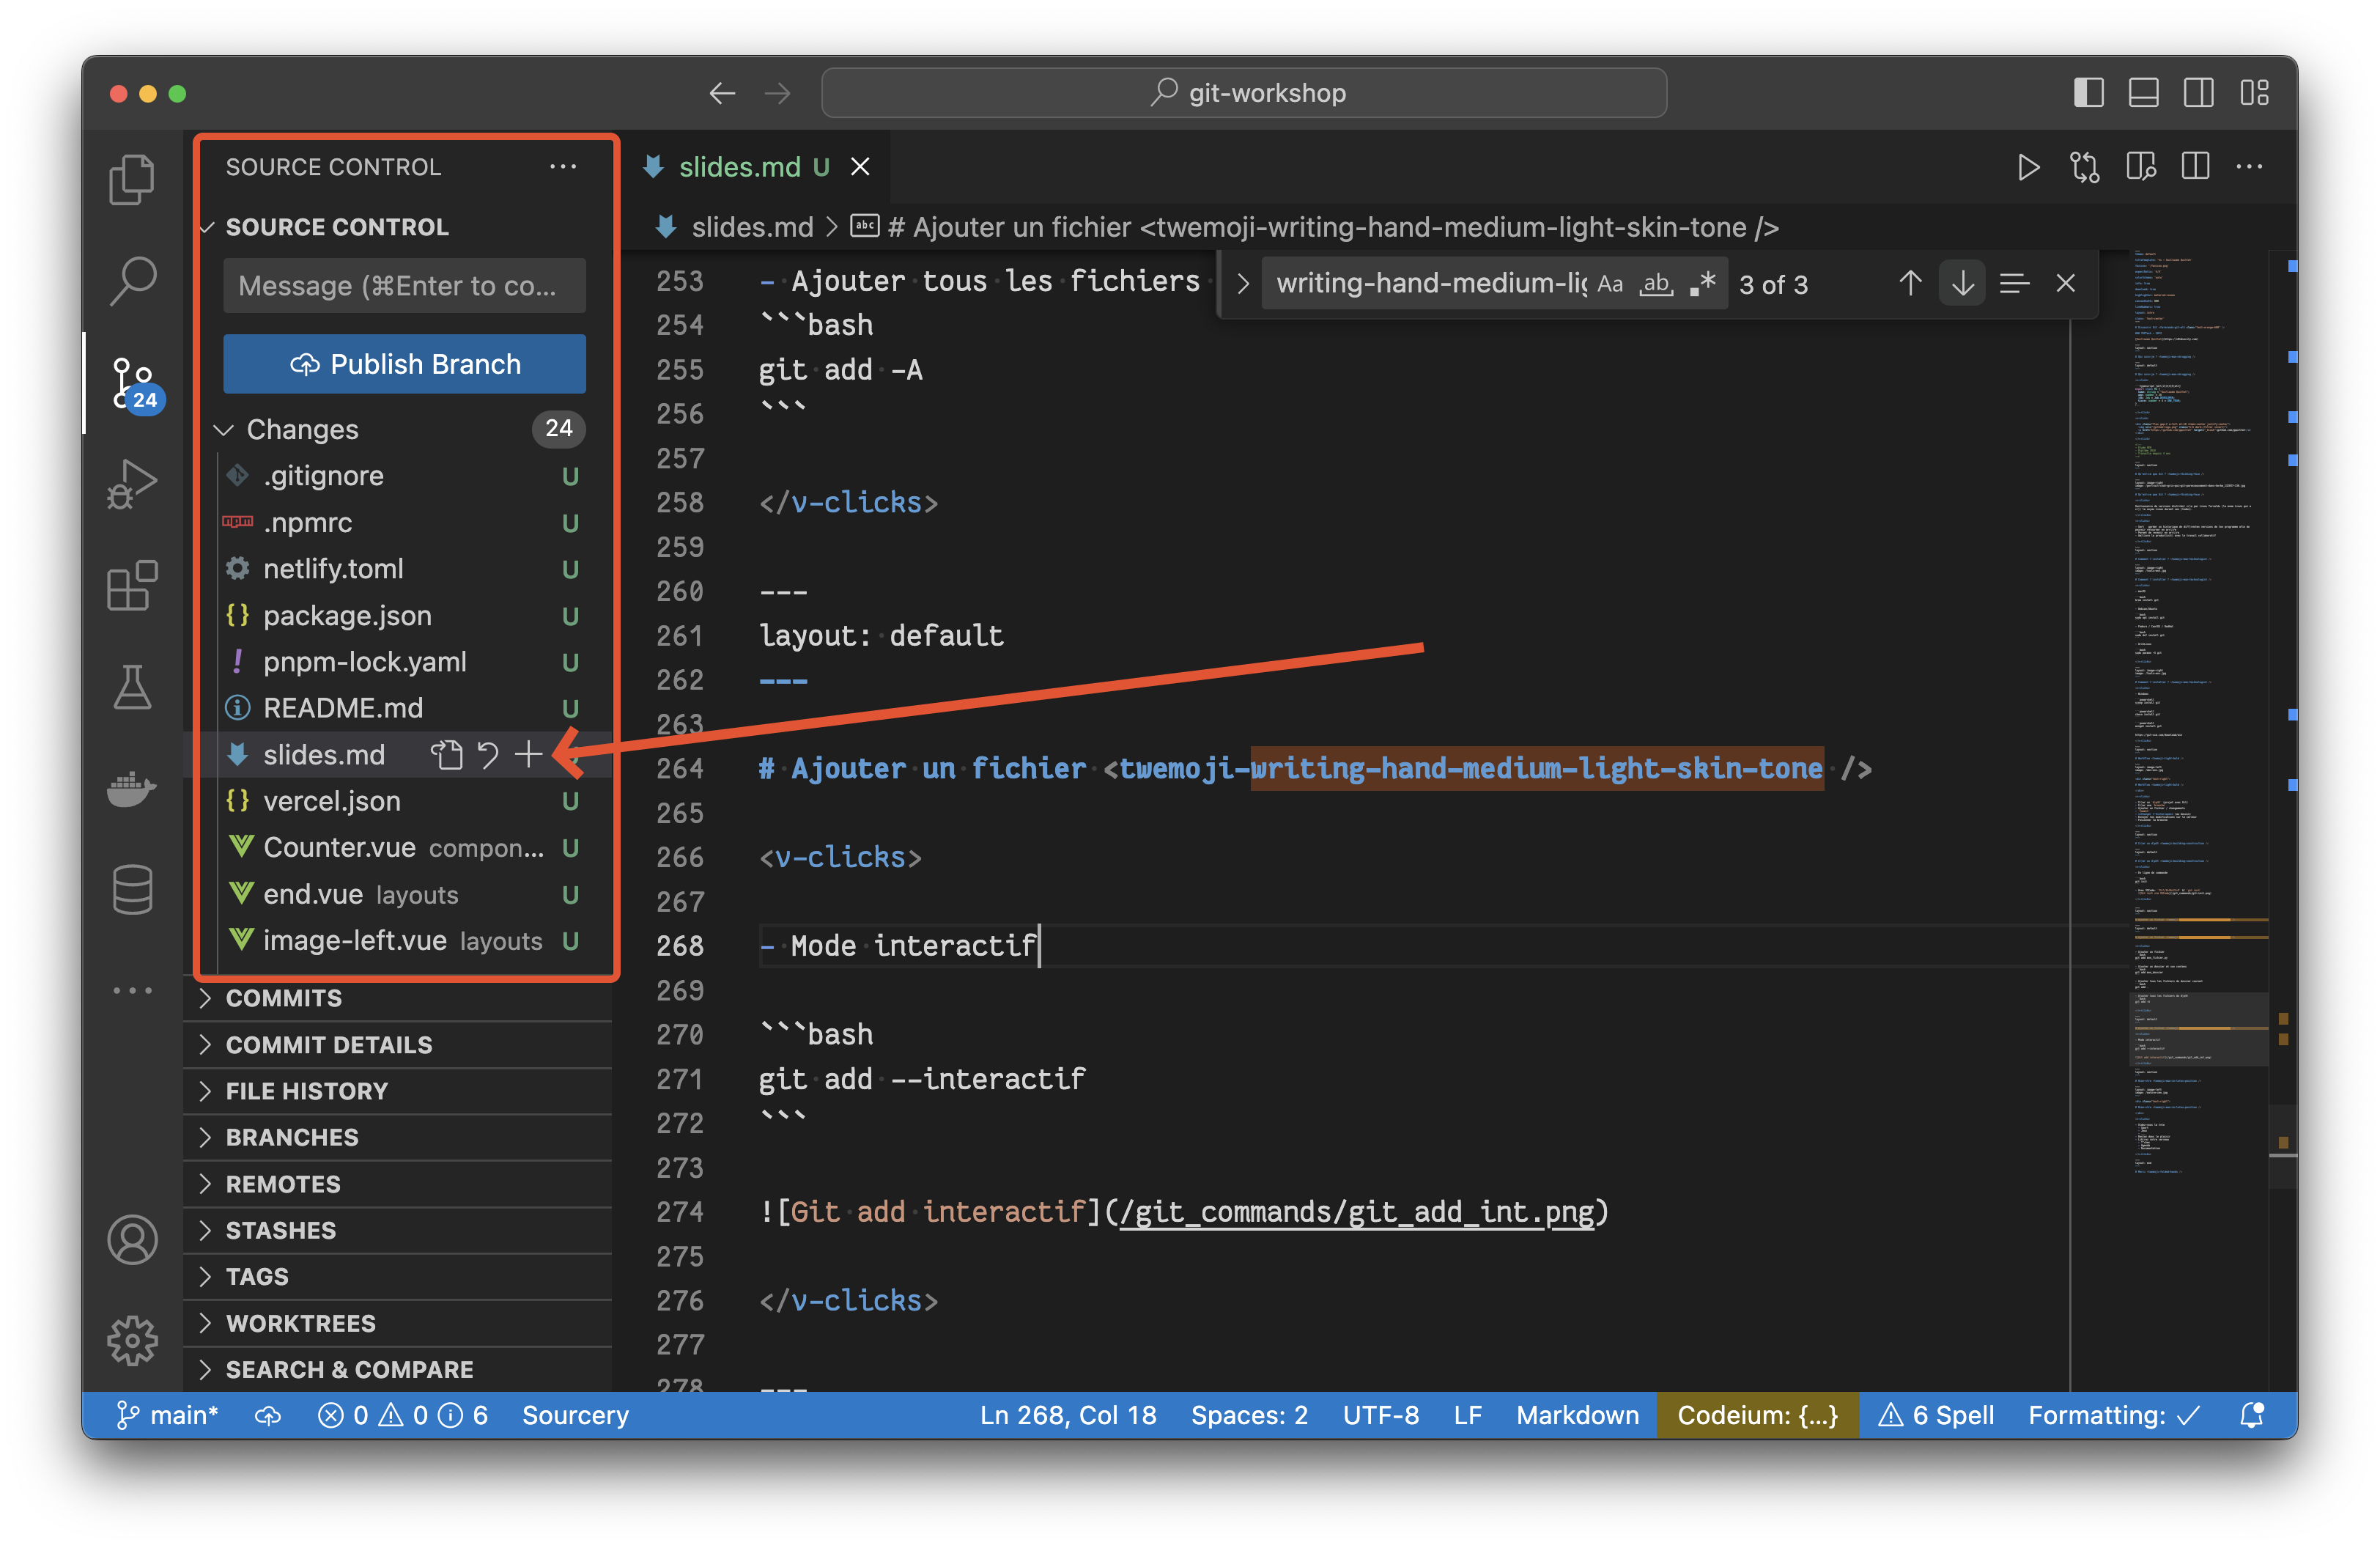 git-workshop
SOURCE CONTROL
SOURCE CONTROL
Message (⌘Enter to co...
Publish Branch
24
Changes 24
.gitignore U
npm .npmrc U
netlify.toml U
{} package.json U
! pnpm-lock.yaml U
README.md U
slides.md
{} vercel.json U
Counter.vue compon... U
end.vue layouts U
image-left.vue layouts U
COMMITS
COMMIT DETAILS
FILE HISTORY
BRANCHES
REMOTES
STASHES
TAGS
WORKTREES
SEARCH & COMPARE
slides.md U
slides.md > abc # Ajouter un fichier <twemoji-writing-hand-medium-light-skin-tone />
writing-hand-medium-lig Aa ab .* 3 of 3
253 - Ajouter tous les fichiers
254 ```bash
255 git add -A
256 ```
257
258 </v-clicks>
259
260 ---
261 layout: default
262 ---
263
264 # Ajouter un fichier <twemoji-writing-hand-medium-light-skin-tone />
265
266 <v-clicks>
267
268 - Mode interactif
269
270 ```bash
271 git add --interactif
272 ```
273
274 ![Git add interactif](/git_commands/git_add_int.png)
275
276 </v-clicks>
277
278 ---
main* 0 0 6 Sourcery Ln 268, Col 18 Spaces: 2 UTF-8 LF Markdown Codeium: {...} 6 Spell Formatting: ✓